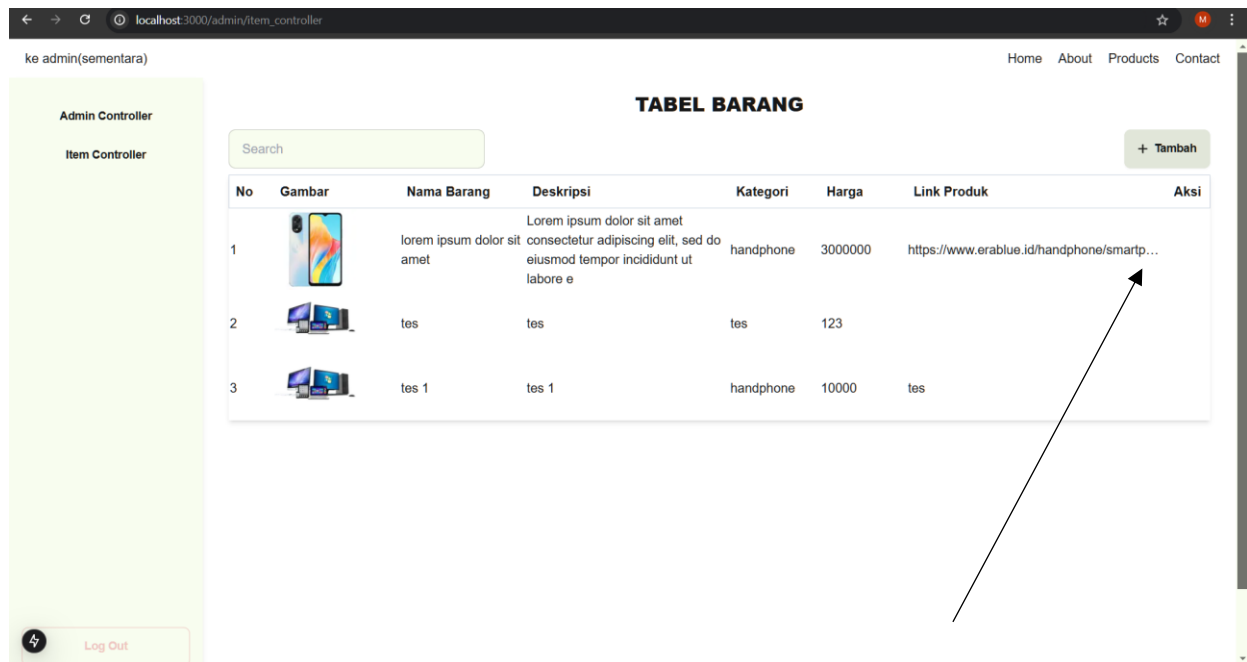 localhost:3000/admin/item_controller
M
ke admin(sementara)
Home About Products Contact
Admin Controller
Item Controller
TABEL BARANG
Search
+ Tambah
No Gambar Nama Barang Deskripsi Kategori Harga Link Produk Aksi
1 lorem ipsum dolor sit amet Lorem ipsum dolor sit amet consectetur adipiscing elit, sed do eiusmod tempor incididunt ut labore e handphone 3000000 https://www.erablue.id/handphone/smartp...
2 tes tes tes 123
3 tes 1 tes 1 handphone 10000 tes
Log Out